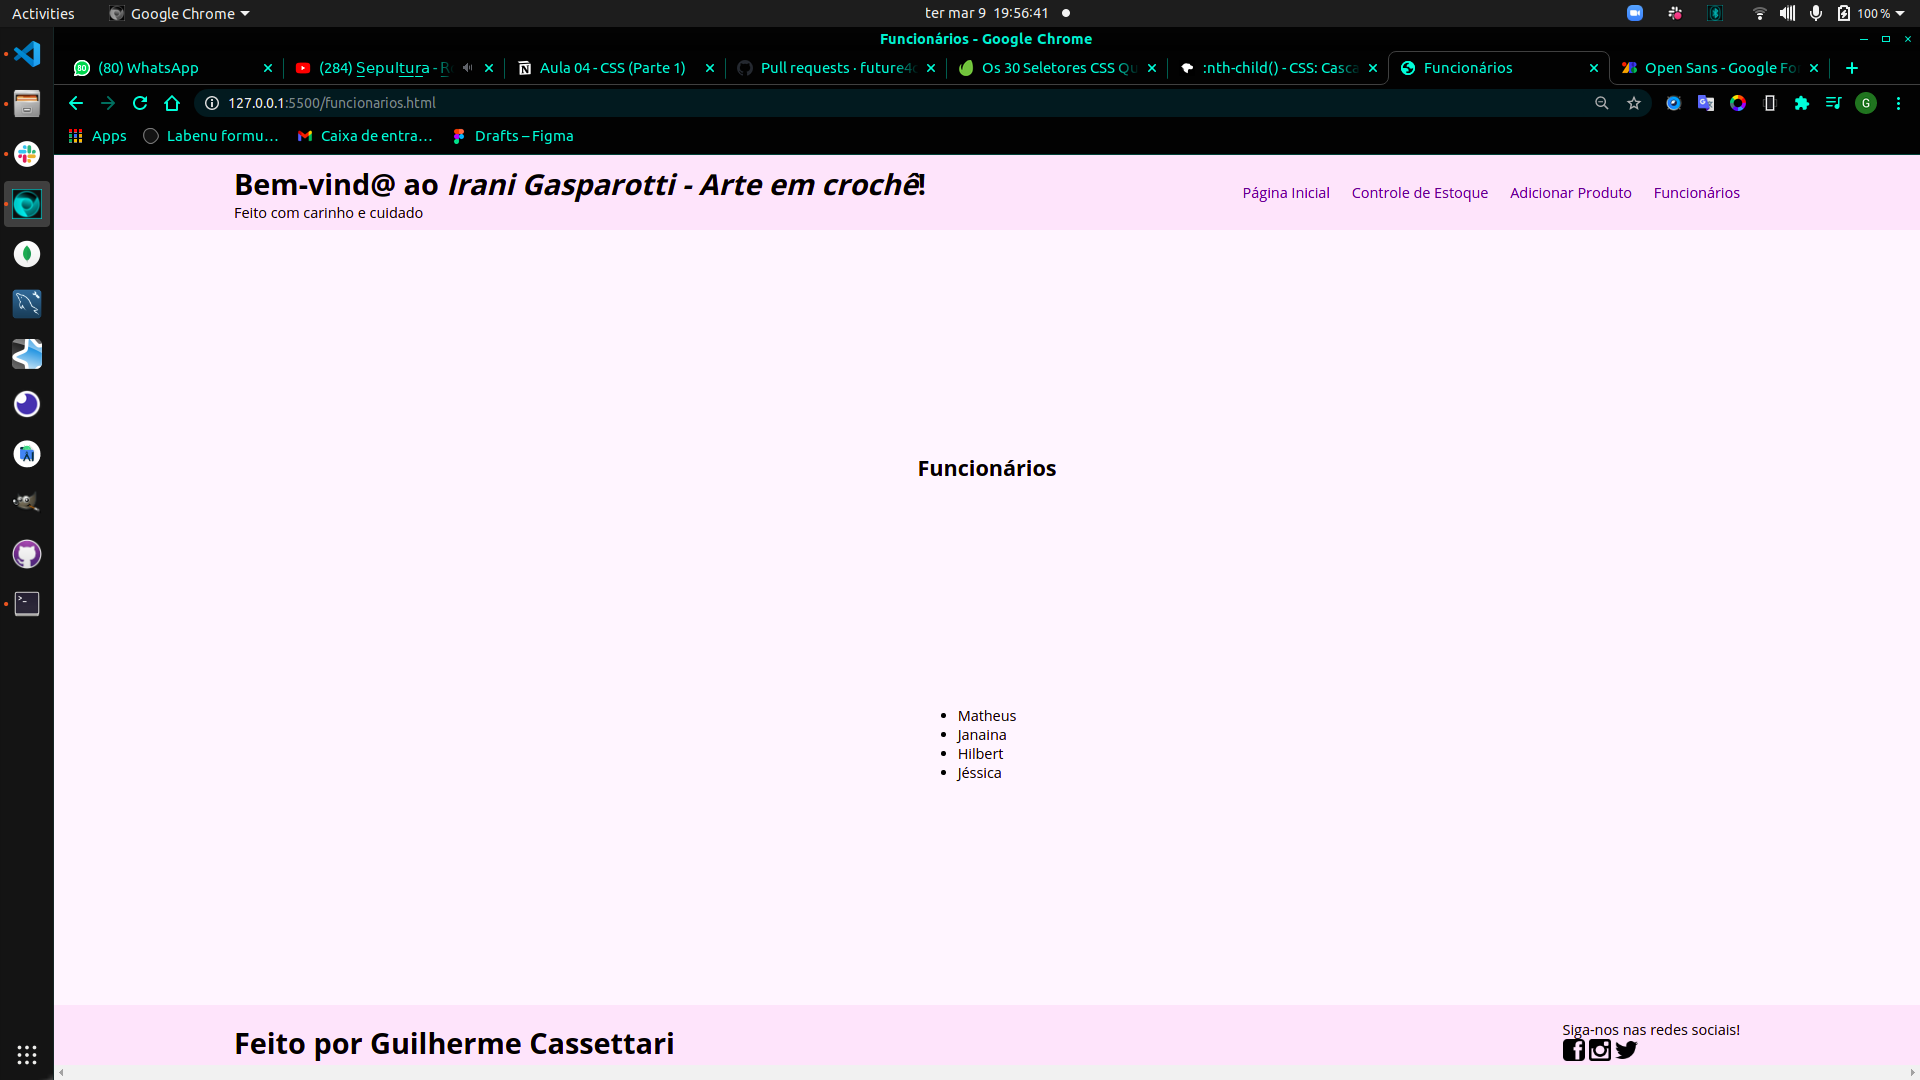 Activities
Google Chrome
ter mar 9 19:56:41
100 %
Funcionários - Google Chrome
(80) WhatsApp
(284) Sepultura - R
Aula 04 - CSS (Parte 1)
Pull requests · future4
Os 30 Seletores CSS Qu
:nth-child() - CSS: Casca
Funcionários
Open Sans - Google Fo
127.0.0.1:5500/funcionarios.html
G
Apps
Labenu formu…
Caixa de entra…
Drafts – Figma
Bem-vind@ ao Irani Gasparotti - Arte em crochê!
Feito com carinho e cuidado
Página Inicial
Controle de Estoque
Adicionar Produto
Funcionários
Funcionários
Matheus
Janaina
Hilbert
Jéssica
Feito por Guilherme Cassettari
Siga-nos nas redes sociais!